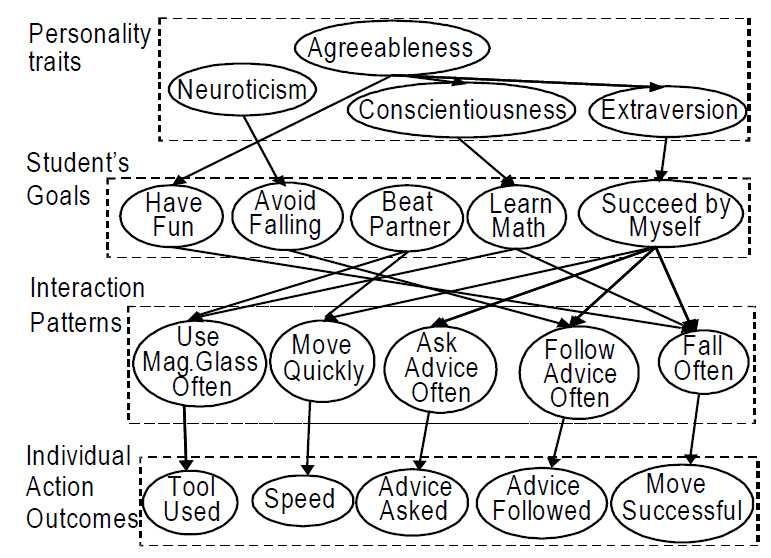 Personality
traits
Agreeableness
Neuroticism
Conscientiousness
Extraversion
Student's
Goals
Have
Fun
Avoid
Falling
Beat
Partner
Learn
Math
Succeed by
Myself
Interaction
Patterns
Use
Mag.Glass
Often
Move
Quickly
Ask
Advice
Often
Follow
Advice
Often
Fall
Often
Individual
Action
Outcomes
Tool
Used
Speed
Advice
Asked
Advice
Followed
Move
Successful